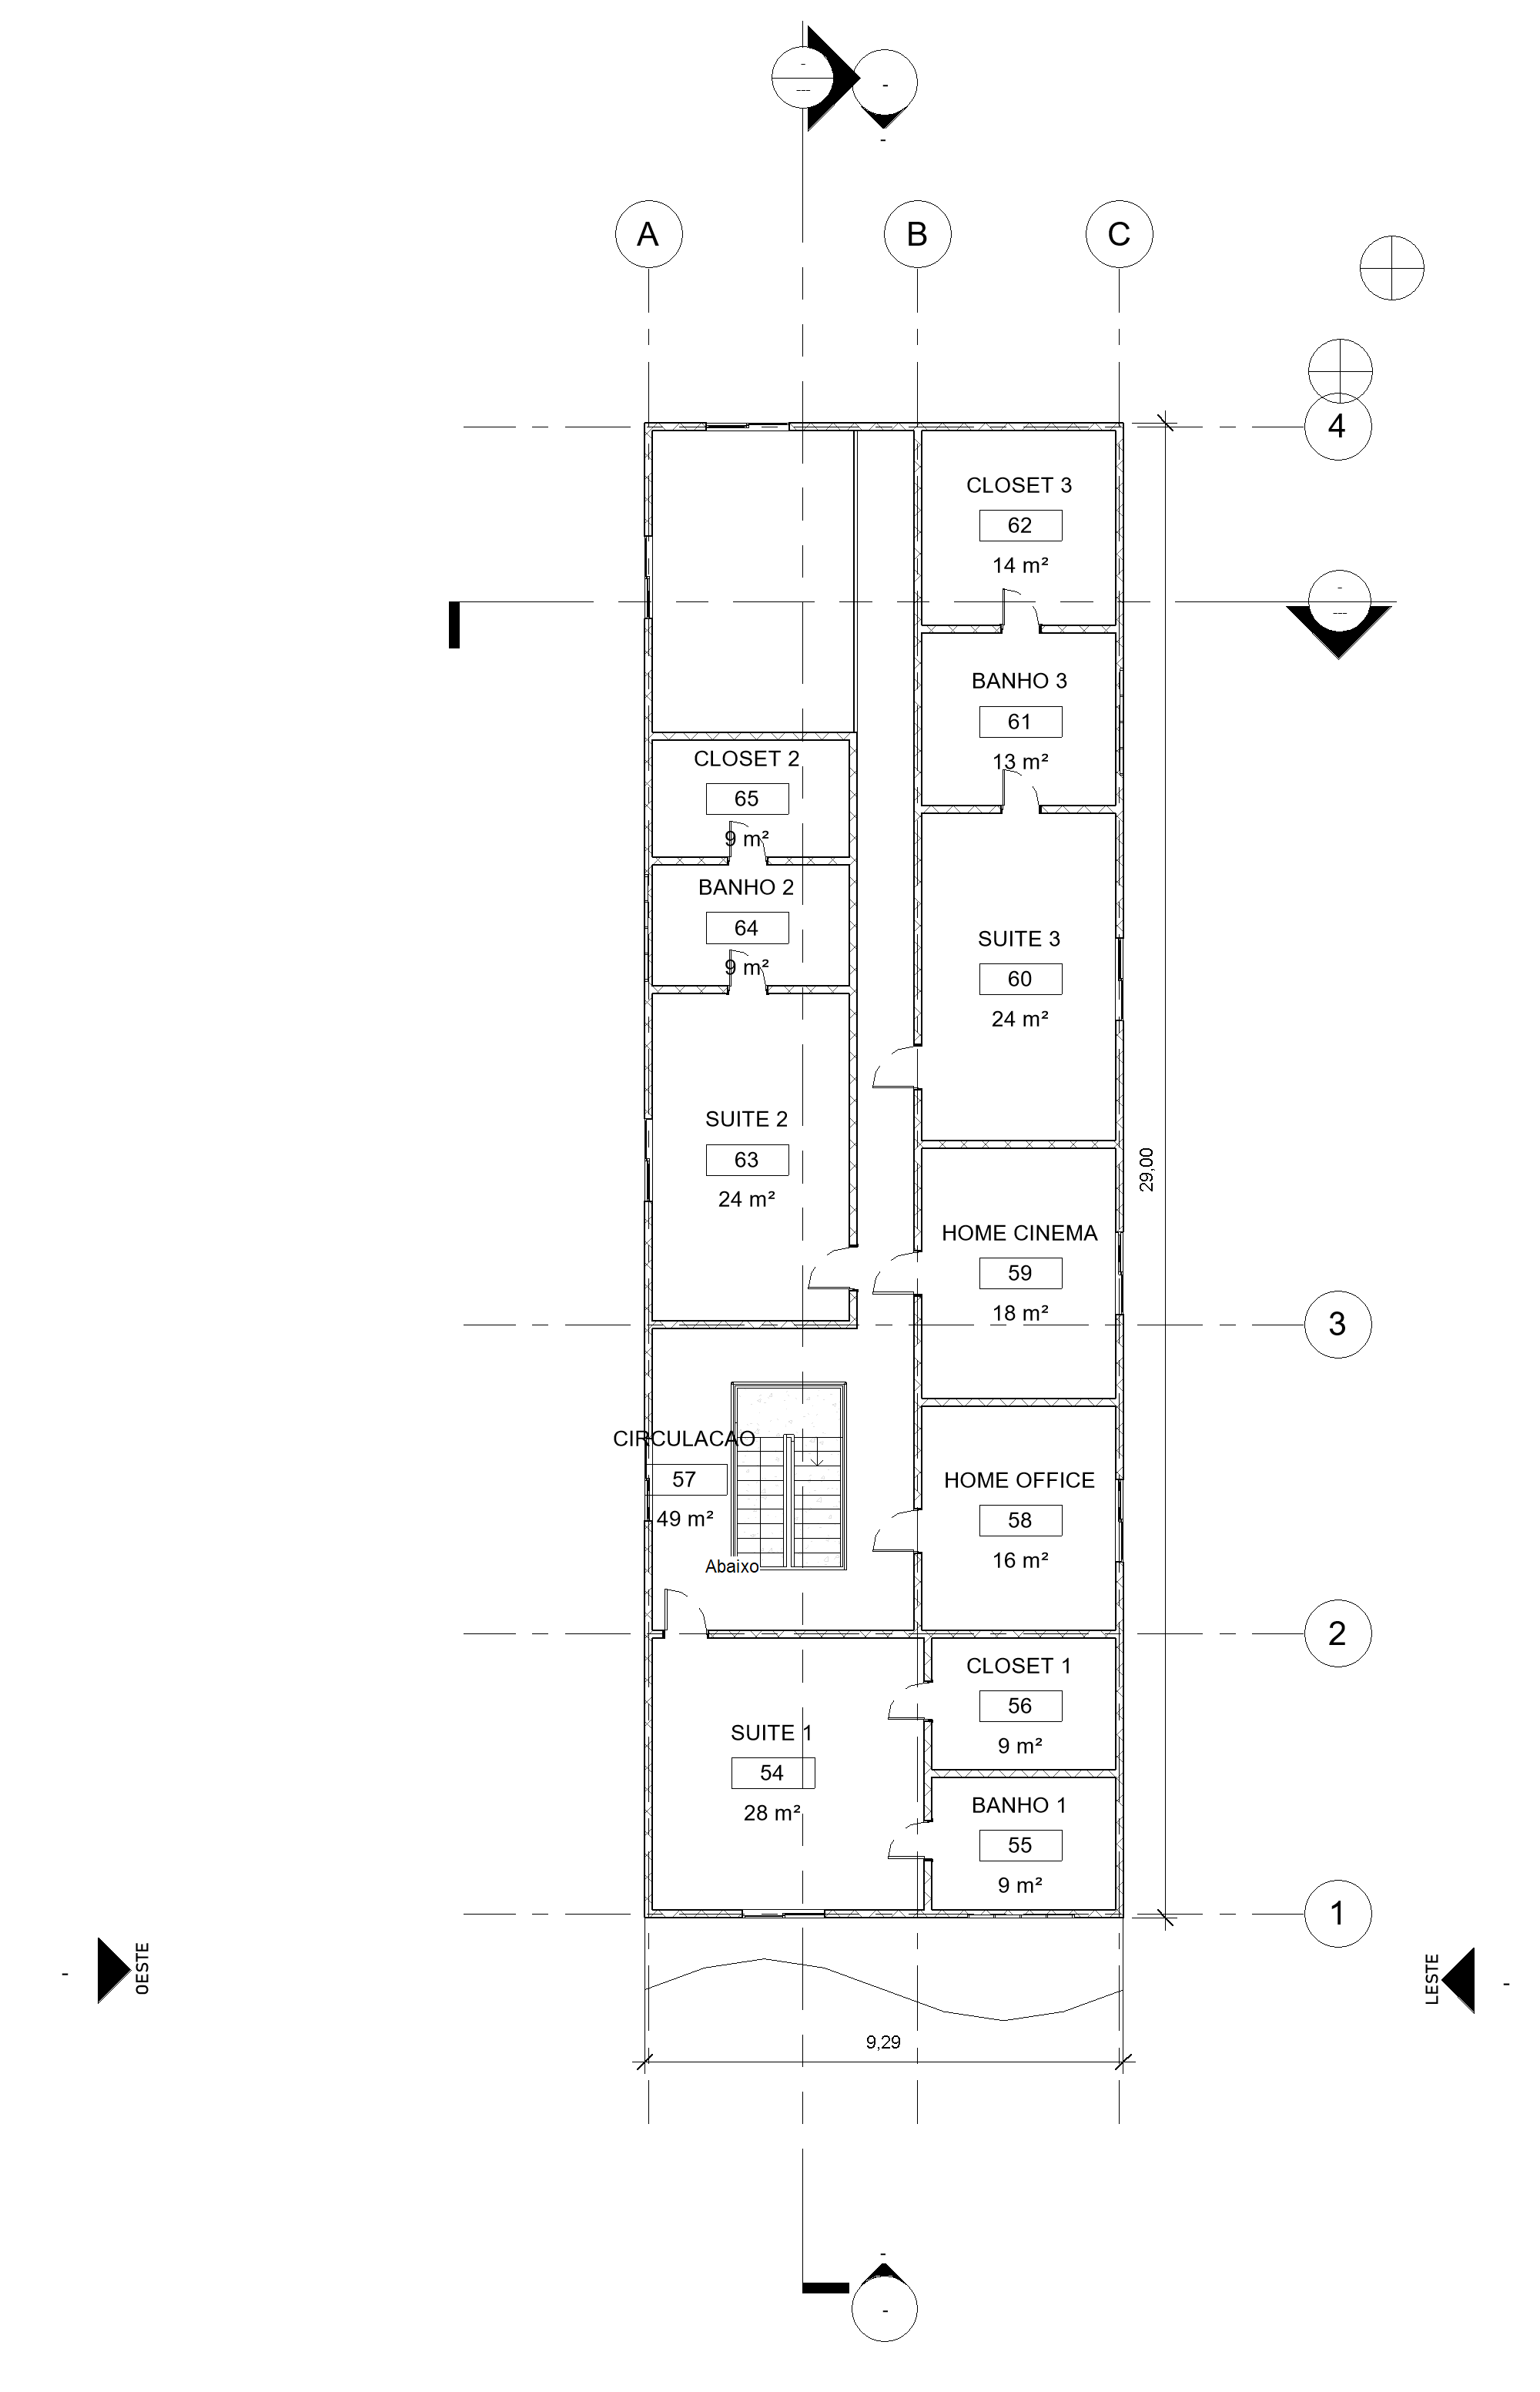 -
---
-
-
A
B
C
4
CLOSET 3
62
14 m²
-
---
BANHO 3
61
13 m²
CLOSET 2
65
9 m²
BANHO 2
64
9 m²
SUITE 3
60
24 m²
SUITE 2
63
24 m²
29,00
HOME CINEMA
59
18 m²
3
CIRCULACAO
57
49 m²
Abaixo
HOME OFFICE
58
16 m²
2
CLOSET 1
56
9 m²
SUITE 1
54
28 m²
BANHO 1
55
9 m²
1
-
OESTE
LESTE
-
9,29
-
-